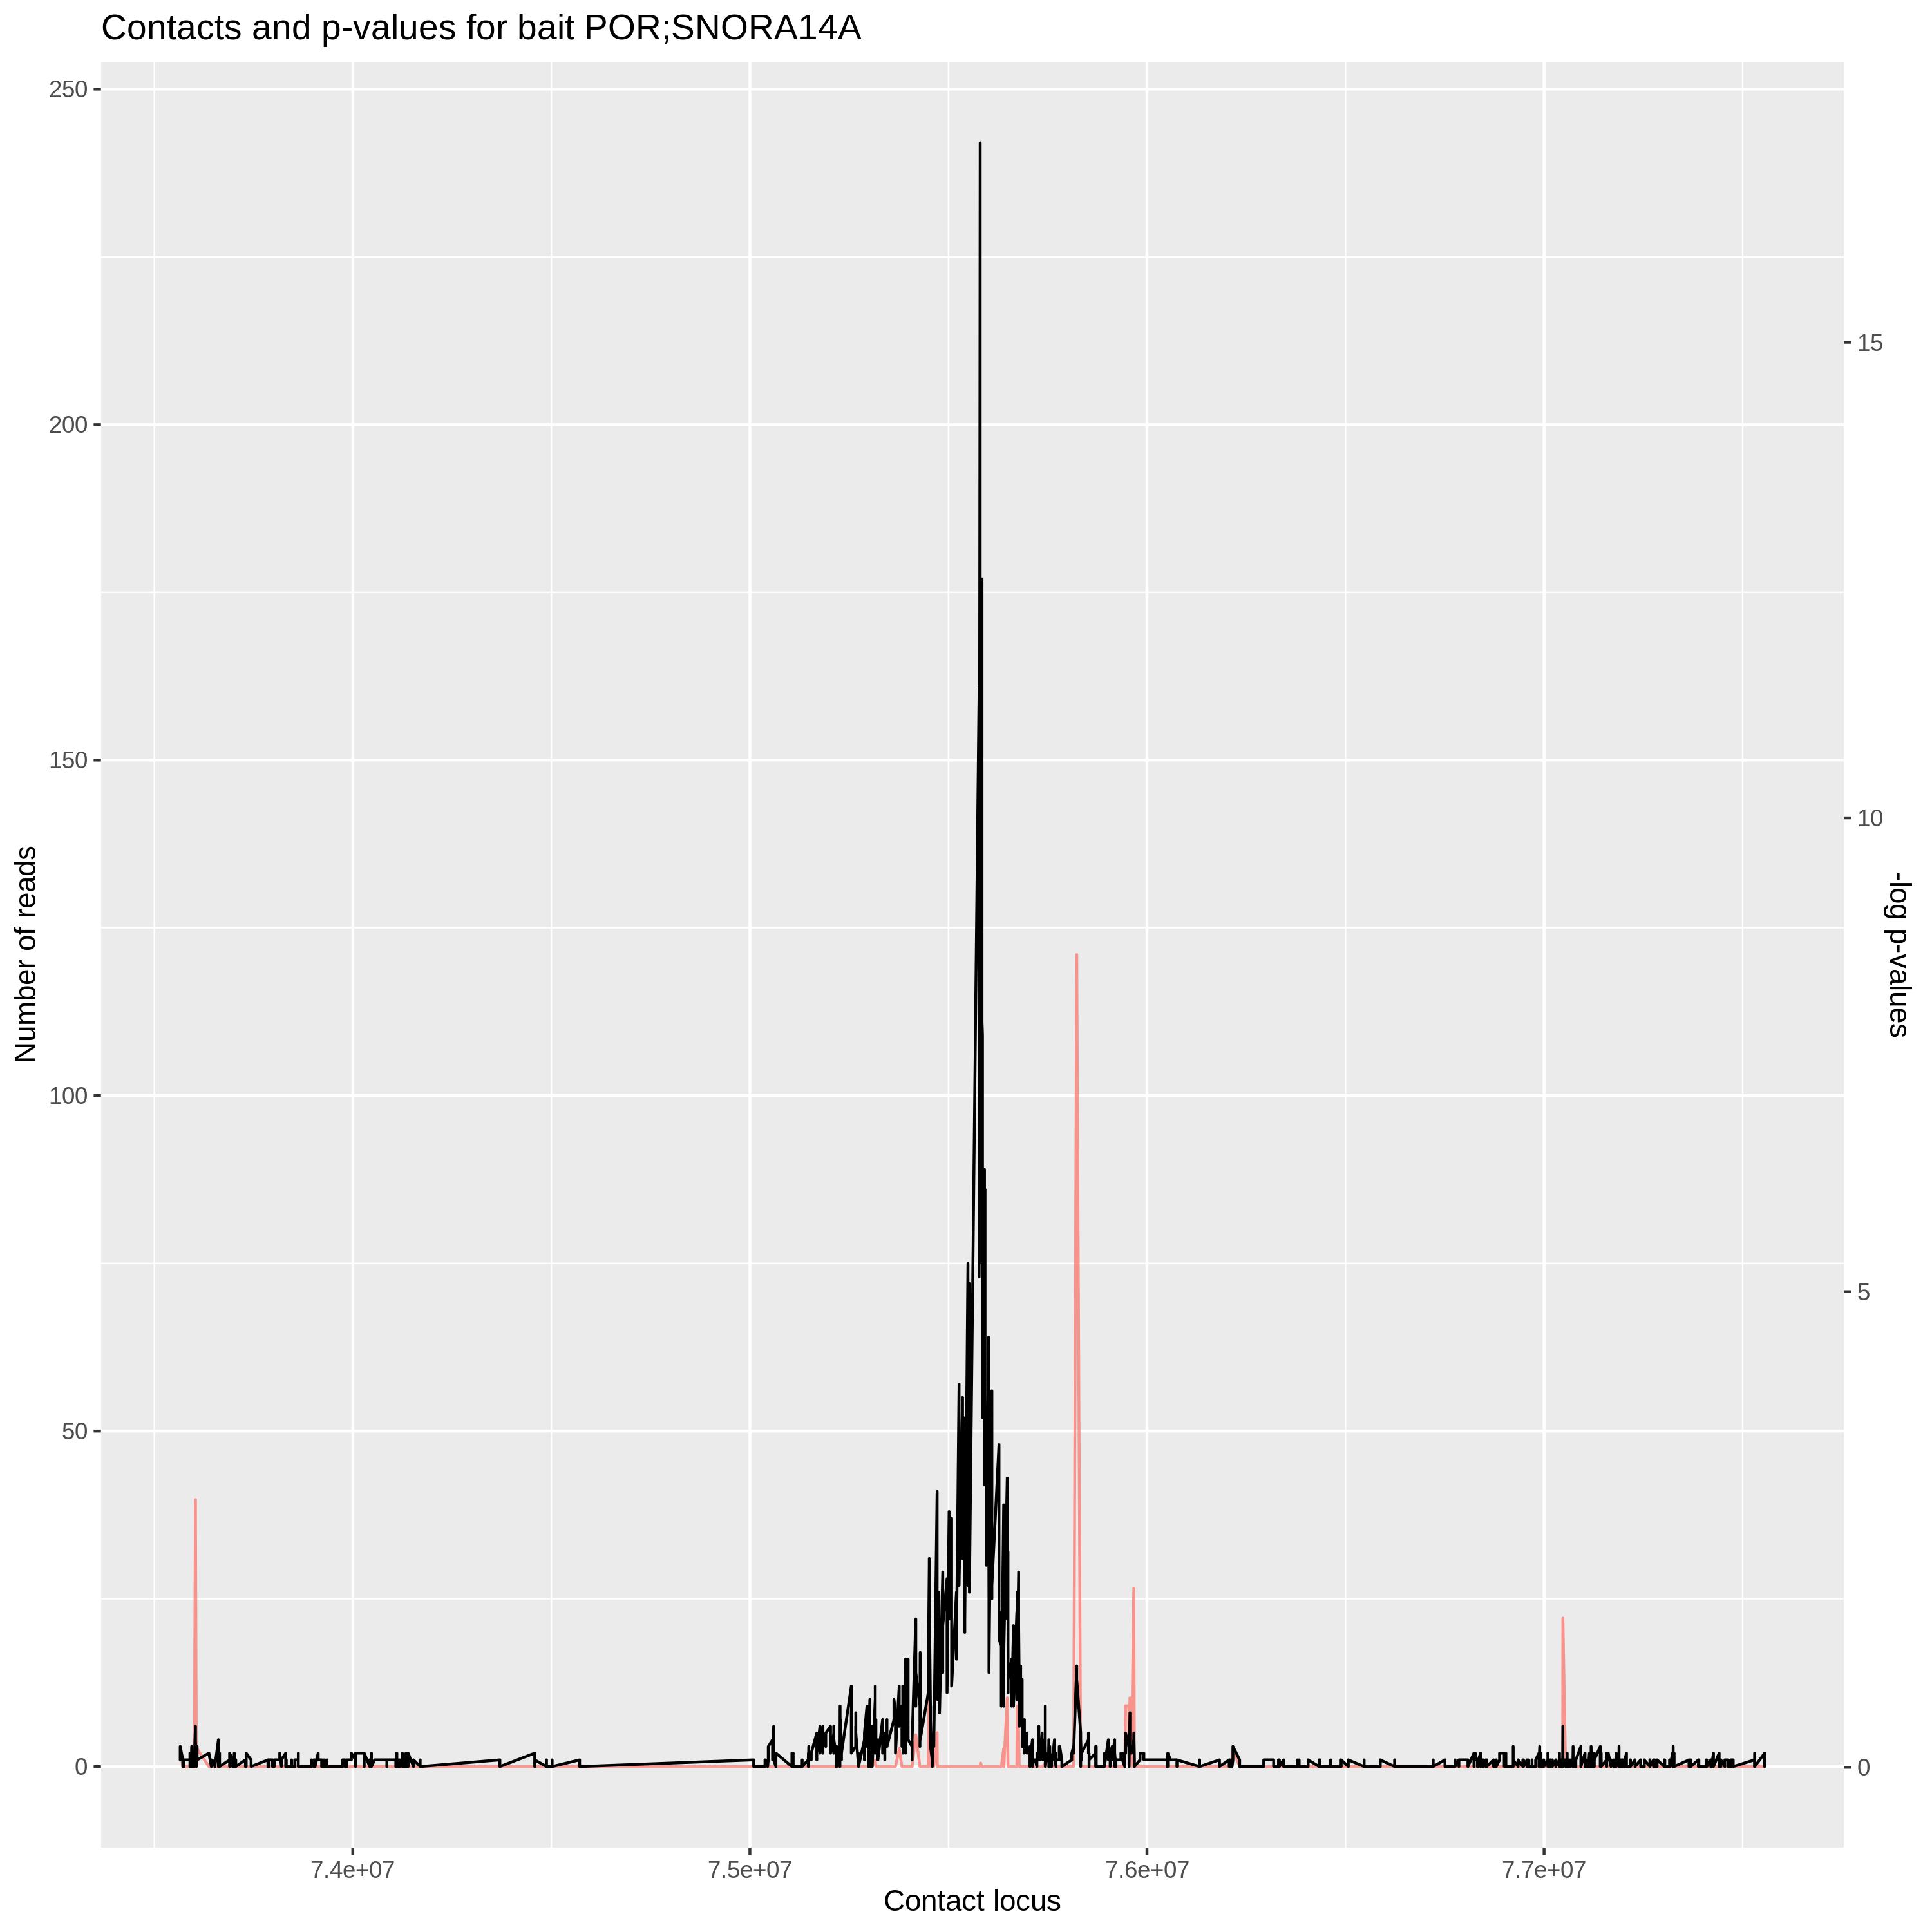 Contacts and p-values for bait POR;SNORA14A
250
200
150
100
50
0
Number of reads
15
10
5
0
-log p-values
7.4e+07 7.5e+07 7.6e+07 7.7e+07
Contact locus